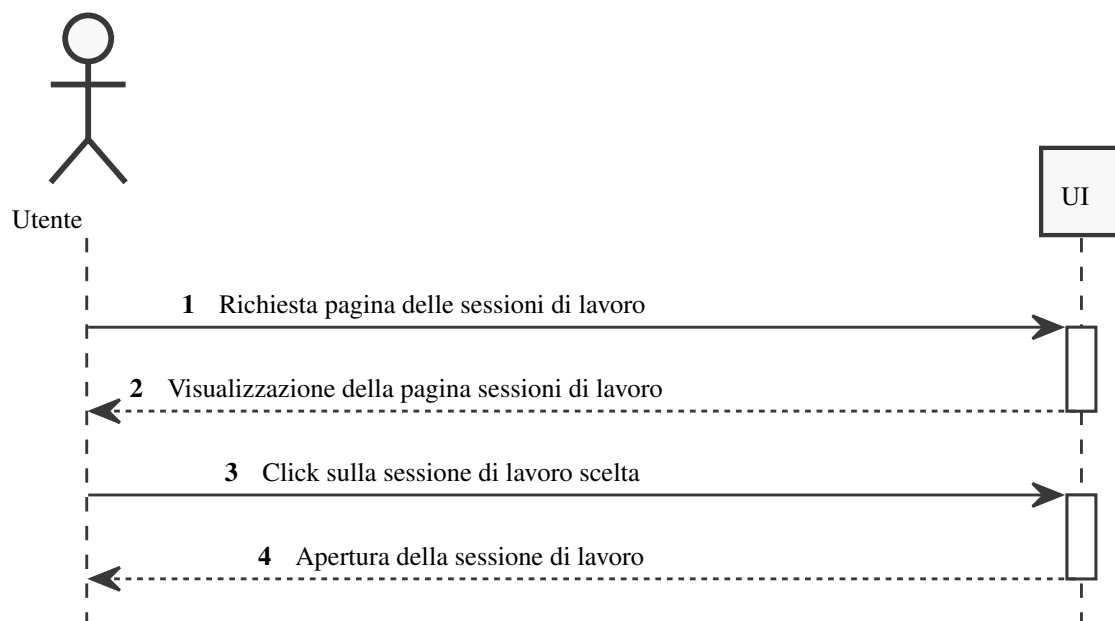 Utente
UI
1 Richiesta pagina delle sessioni di lavoro
2 Visualizzazione della pagina sessioni di lavoro
3 Click sulla sessione di lavoro scelta
4 Apertura della sessione di lavoro